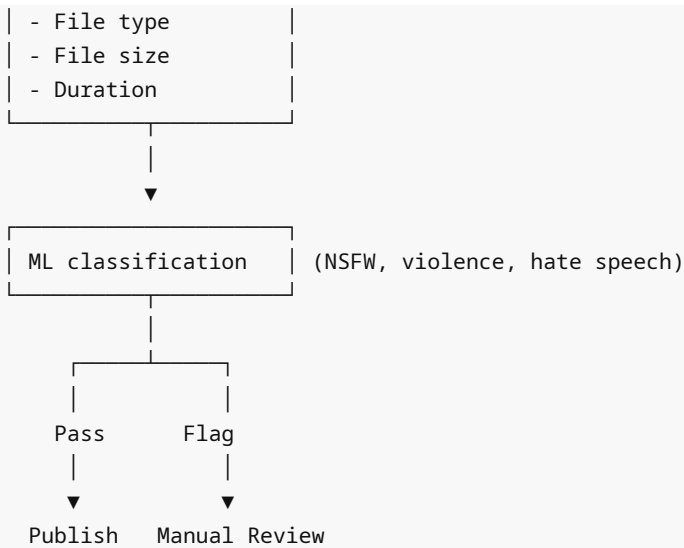 - File type
- File size
- Duration
ML classification (NSFW, violence, hate speech)
Pass Flag
Publish Manual Review